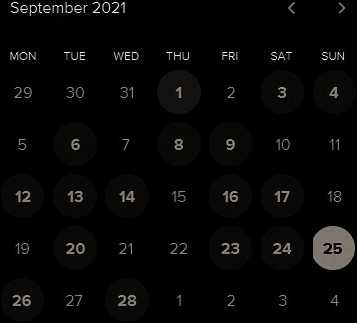 September 2021
MON TUE WED THU FRI SAT SUN
29 30 31 1 2 3 4
5 6 7 8 9 10 11
12 13 14 15 16 17 18
19 20 21 22 23 24 25
26 27 28 1 2 3 4